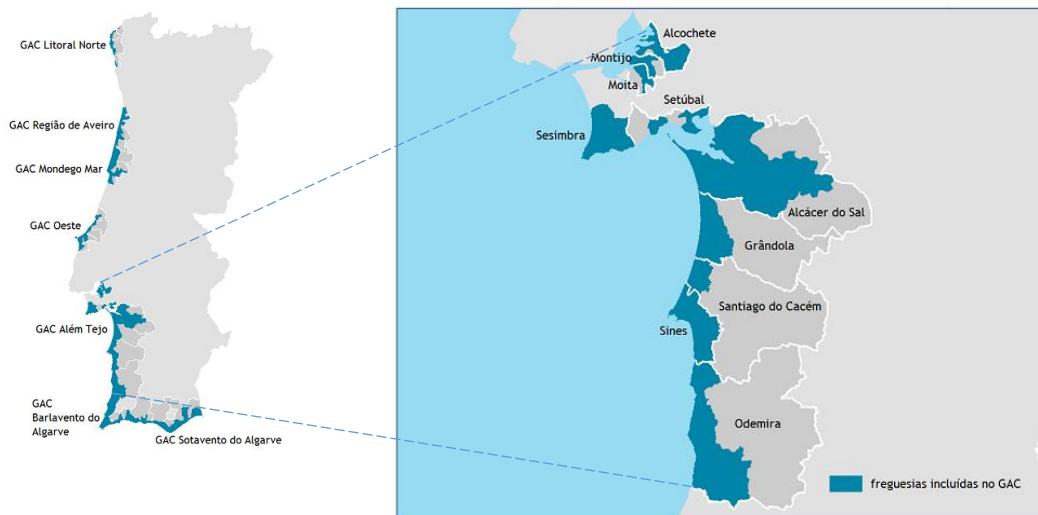 GAC Litoral Norte
GAC Região de Aveiro
GAC Mondego Mar
GAC Oeste
GAC Além Tejo
GAC
Barlavento do
Algarve
GAC Sotavento do Algarve
Alcochete
Montijo
Moita
Setúbal
Sesimbra
Alcácer do Sal
Grândola
Santiago do Cacém
Sines
Odemira
freguesias incluídas no GAC